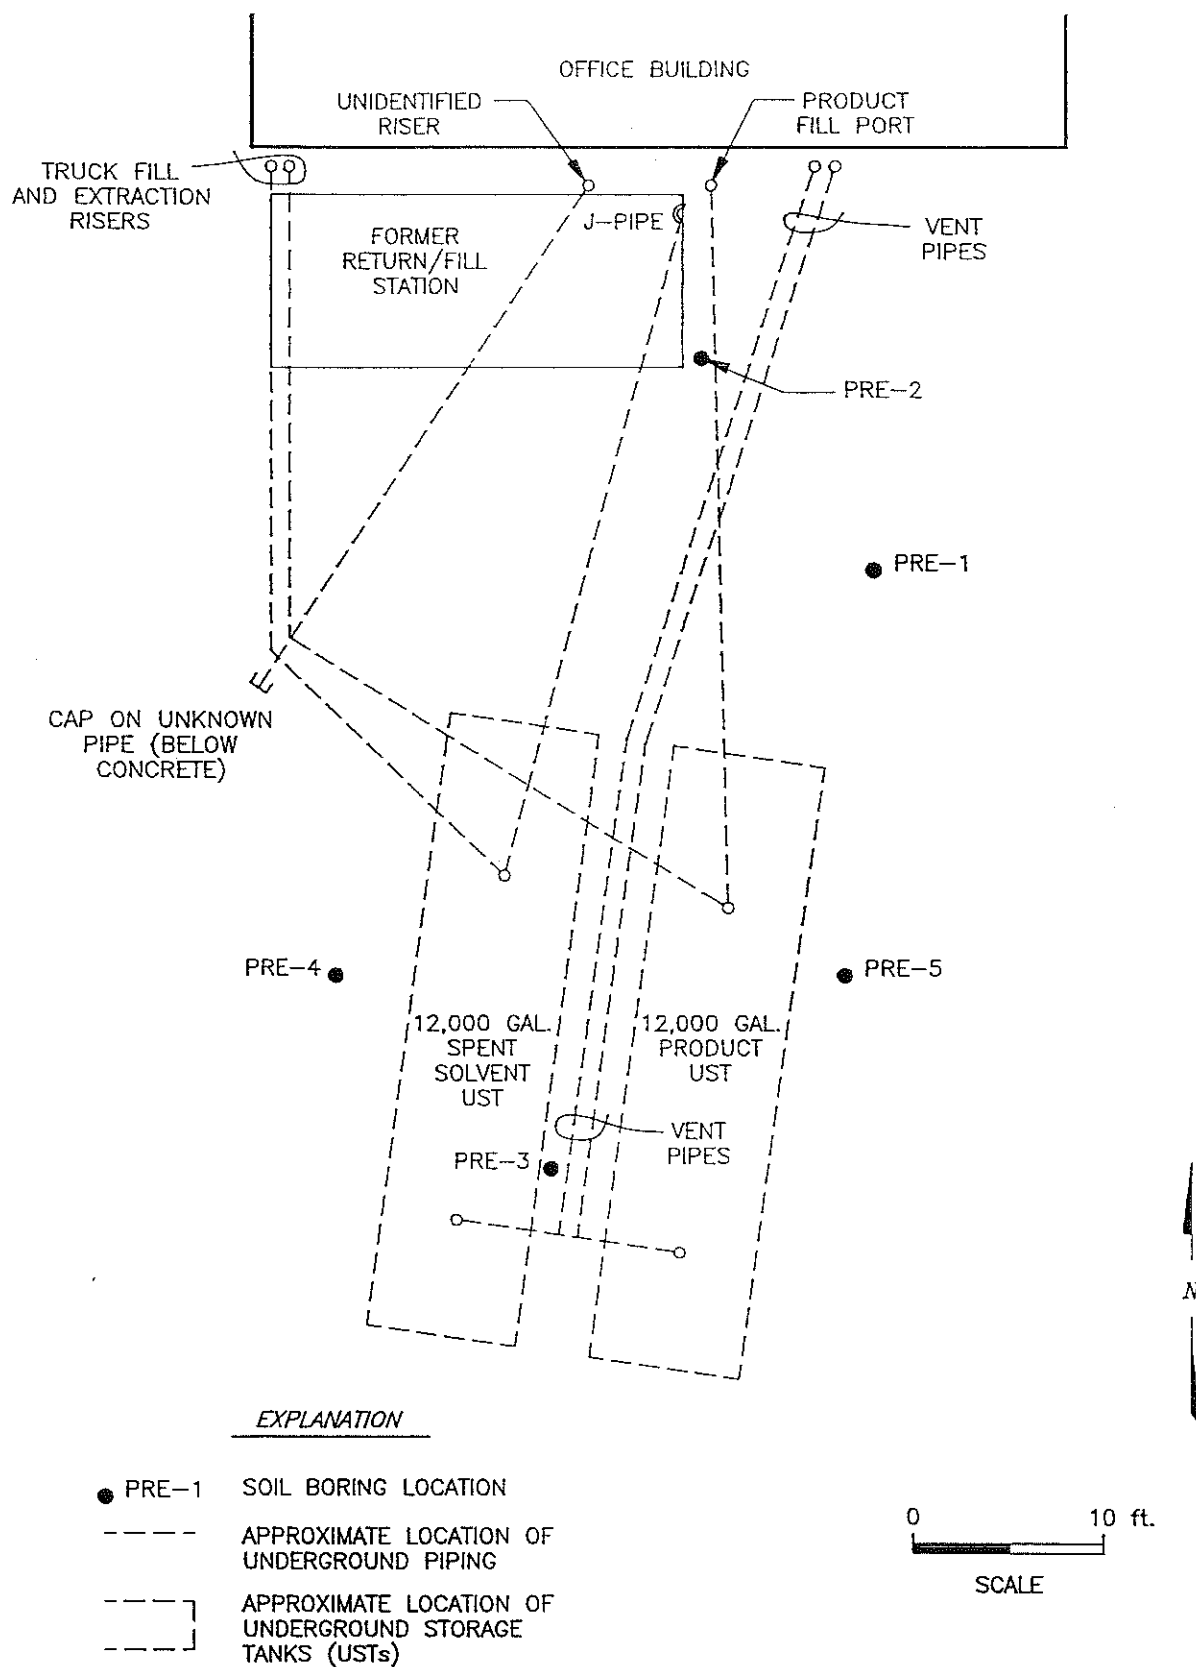 OFFICE BUILDING
UNIDENTIFIED
RISER
PRODUCT
FILL PORT
TRUCK FILL
AND EXTRACTION
RISERS
J-PIPE
FORMER
RETURN/FILL
STATION
VENT
PIPES
PRE-2
PRE-1
CAP ON UNKNOWN
PIPE (BELOW
CONCRETE)
PRE-4
PRE-5
12,000 GAL.
SPENT
SOLVENT
UST
12,000 GAL.
PRODUCT
UST
VENT
PIPES
PRE-3
N
EXPLANATION
PRE-1 SOIL BORING LOCATION
APPROXIMATE LOCATION OF
UNDERGROUND PIPING
APPROXIMATE LOCATION OF
UNDERGROUND STORAGE
TANKS (USTs)
0 10 ft.
SCALE